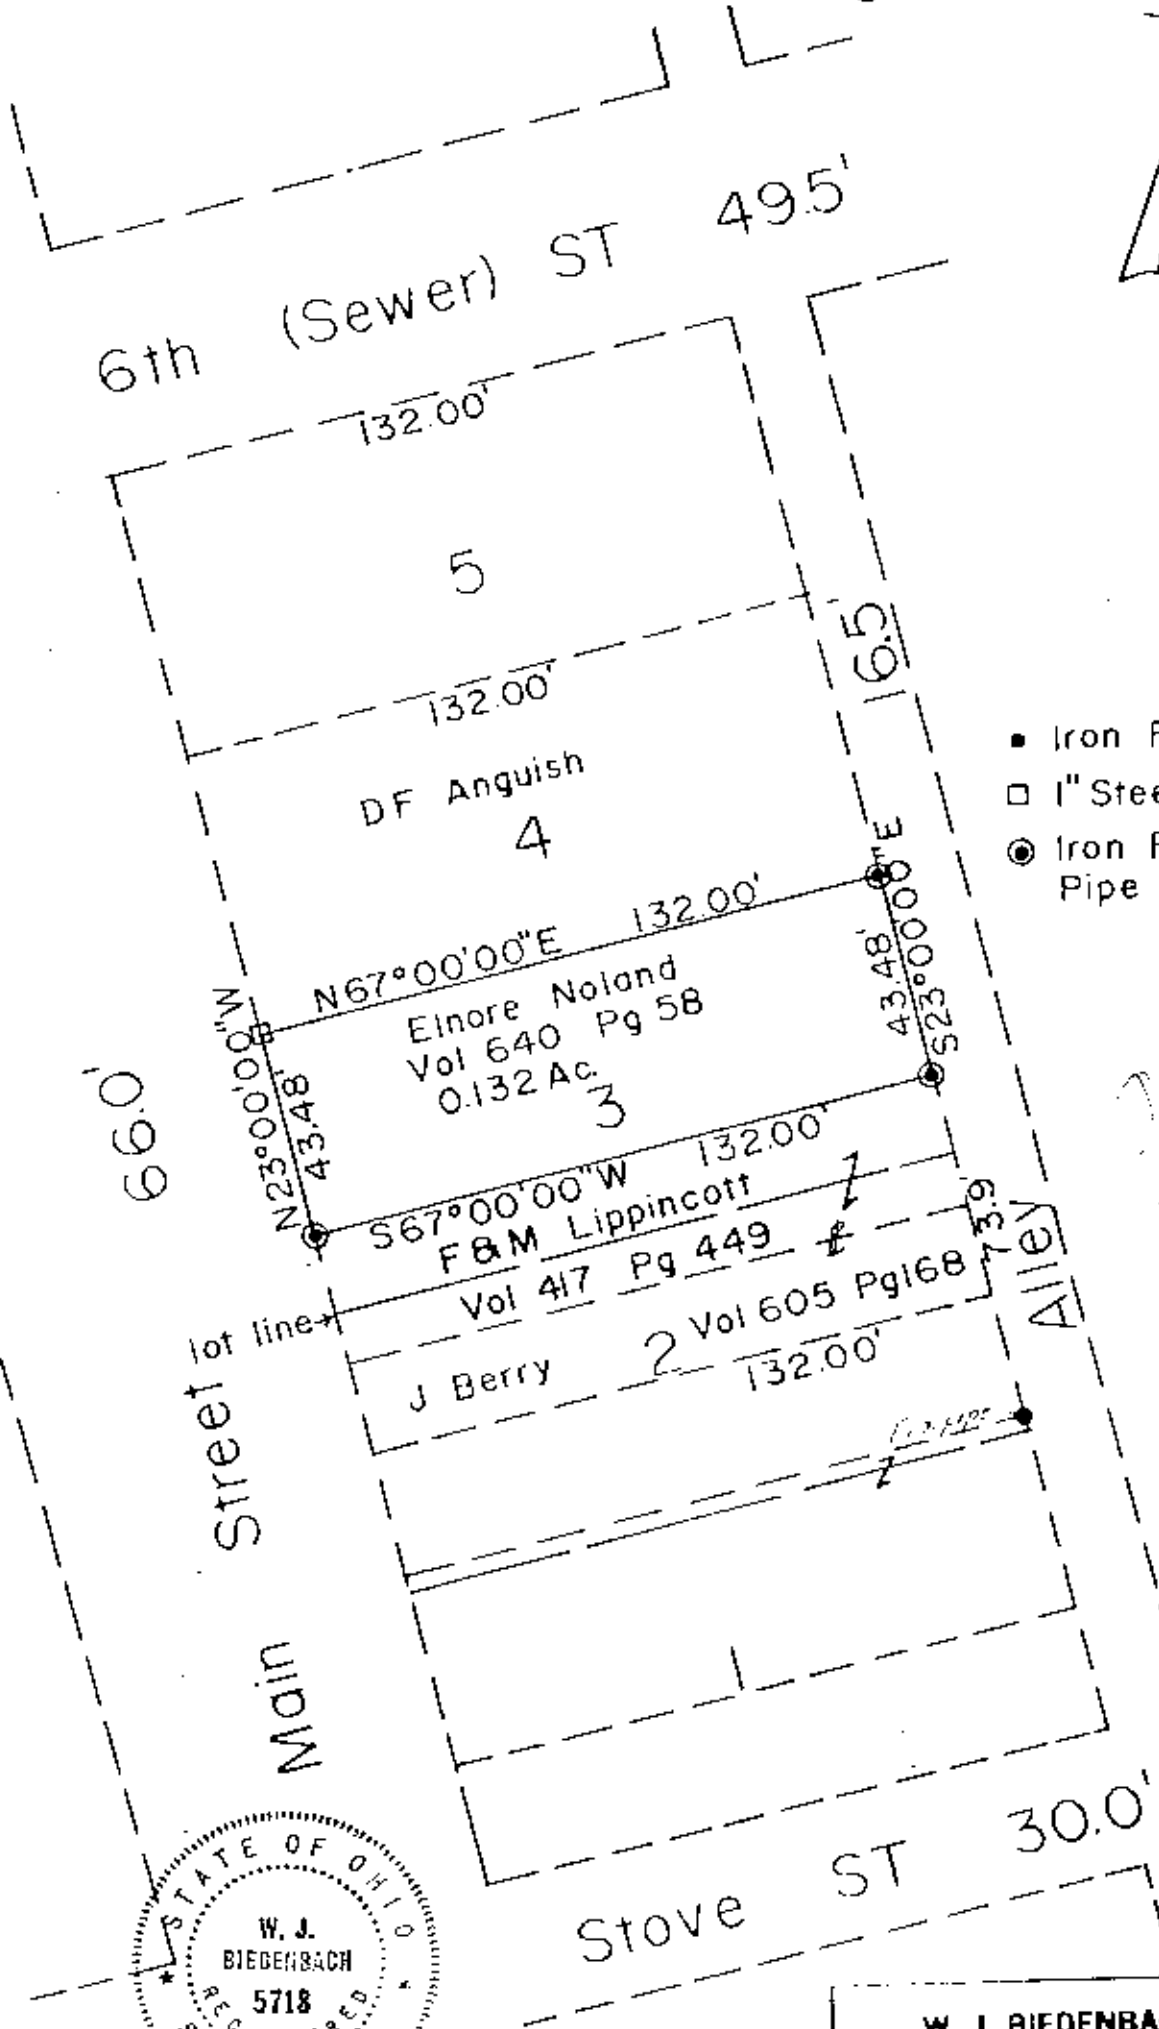 49.5'
6th (Sewer) ST
132.00'
5
16.5
132.00'
DF Anguish
4
• Iron
□ 1" Stee
Iron
Pipe
N67°00'00"E 132.00'
S23°00'00"E
43.48'
Elnore Noland
Vol 640 Pg 58
0.132 Ac.
3
N23°00'00"W
43.48'
66.0'
S67°00'00"W 132.00'
F&M Lippincott
Vol 417 Pg 449
73.9'
Alley
lot line
J Berry 2 Vol 605 Pg168
132.00'
Main Street
Stove ST 30.0'
STATE OF OHIO
W. J.
BIEDENBACH
5718
W. J. BIEDENBA